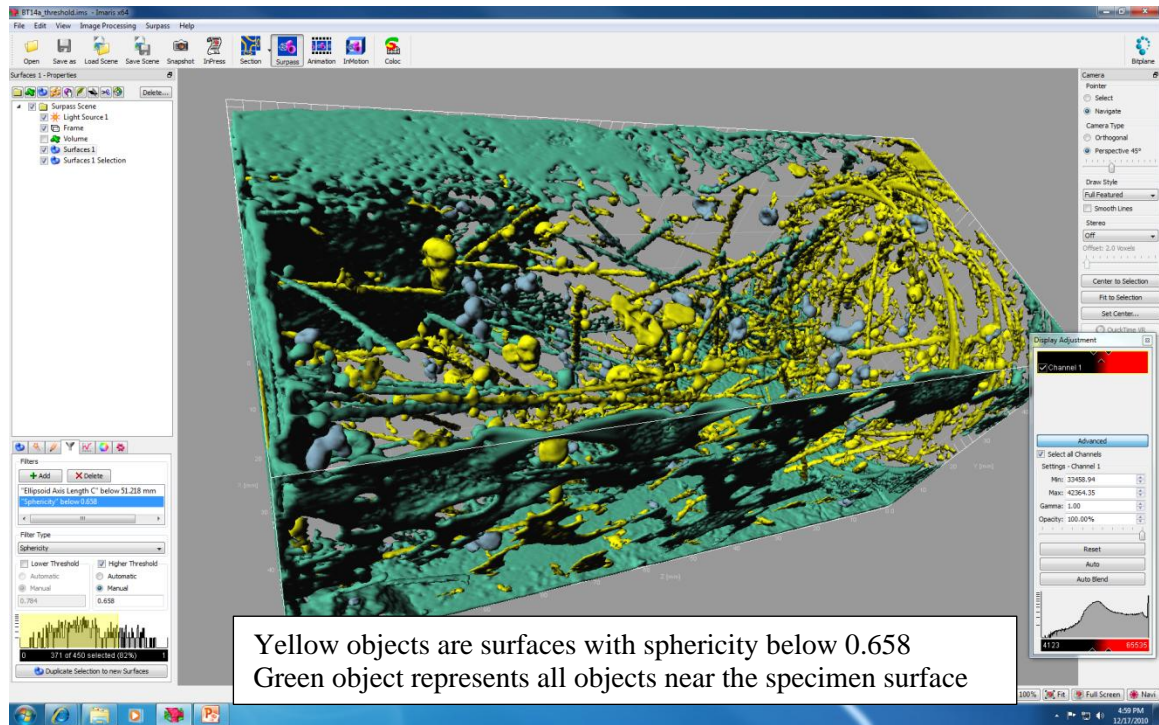 BT14a_threshold.ims - Imaris x64
File Edit View Image Processing Surpass Help
Open Save as Load Scene Save Scene Snapshot InPress Section Surpass Animation InMotion Coloc Bitplane
Surfaces 1 - Properties
Delete...
Surpass Scene
Light Source 1
Frame
Volume
Surfaces 1
Surfaces 1 Selection
Filters
Add Delete
"Ellipsoid Axis Length C" below 51.218 mm
"Sphericity" below 0.658
Filter Type
Sphericity
Lower Threshold Higher Threshold
Automatic Automatic
Manual Manual
0.784 0.658
0 371 of 450 selected (82%) 1
Duplicate Selection to new Surfaces
Camera
Pointer
Select
Navigate
Camera Type
Orthogonal
Perspective 45°
Draw Style
Full Featured
Smooth Lines
Stereo
Off
Offset: 2.0 Voxels
Center to Selection
Fit to Selection
Set Center...
QuickTime VR
Display Adjustment
Channel 1
Advanced
Select all Channels
Settings - Channel 1
Min: 33458.94
Max: 42364.35
Gamma: 1.00
Opacity: 100.00%
Reset
Auto
Auto Blend
4123 65535
Yellow objects are surfaces with sphericity below 0.658
Green object represents all objects near the specimen surface
100% Fit Full Screen Navi
4:59 PM
12/17/2010